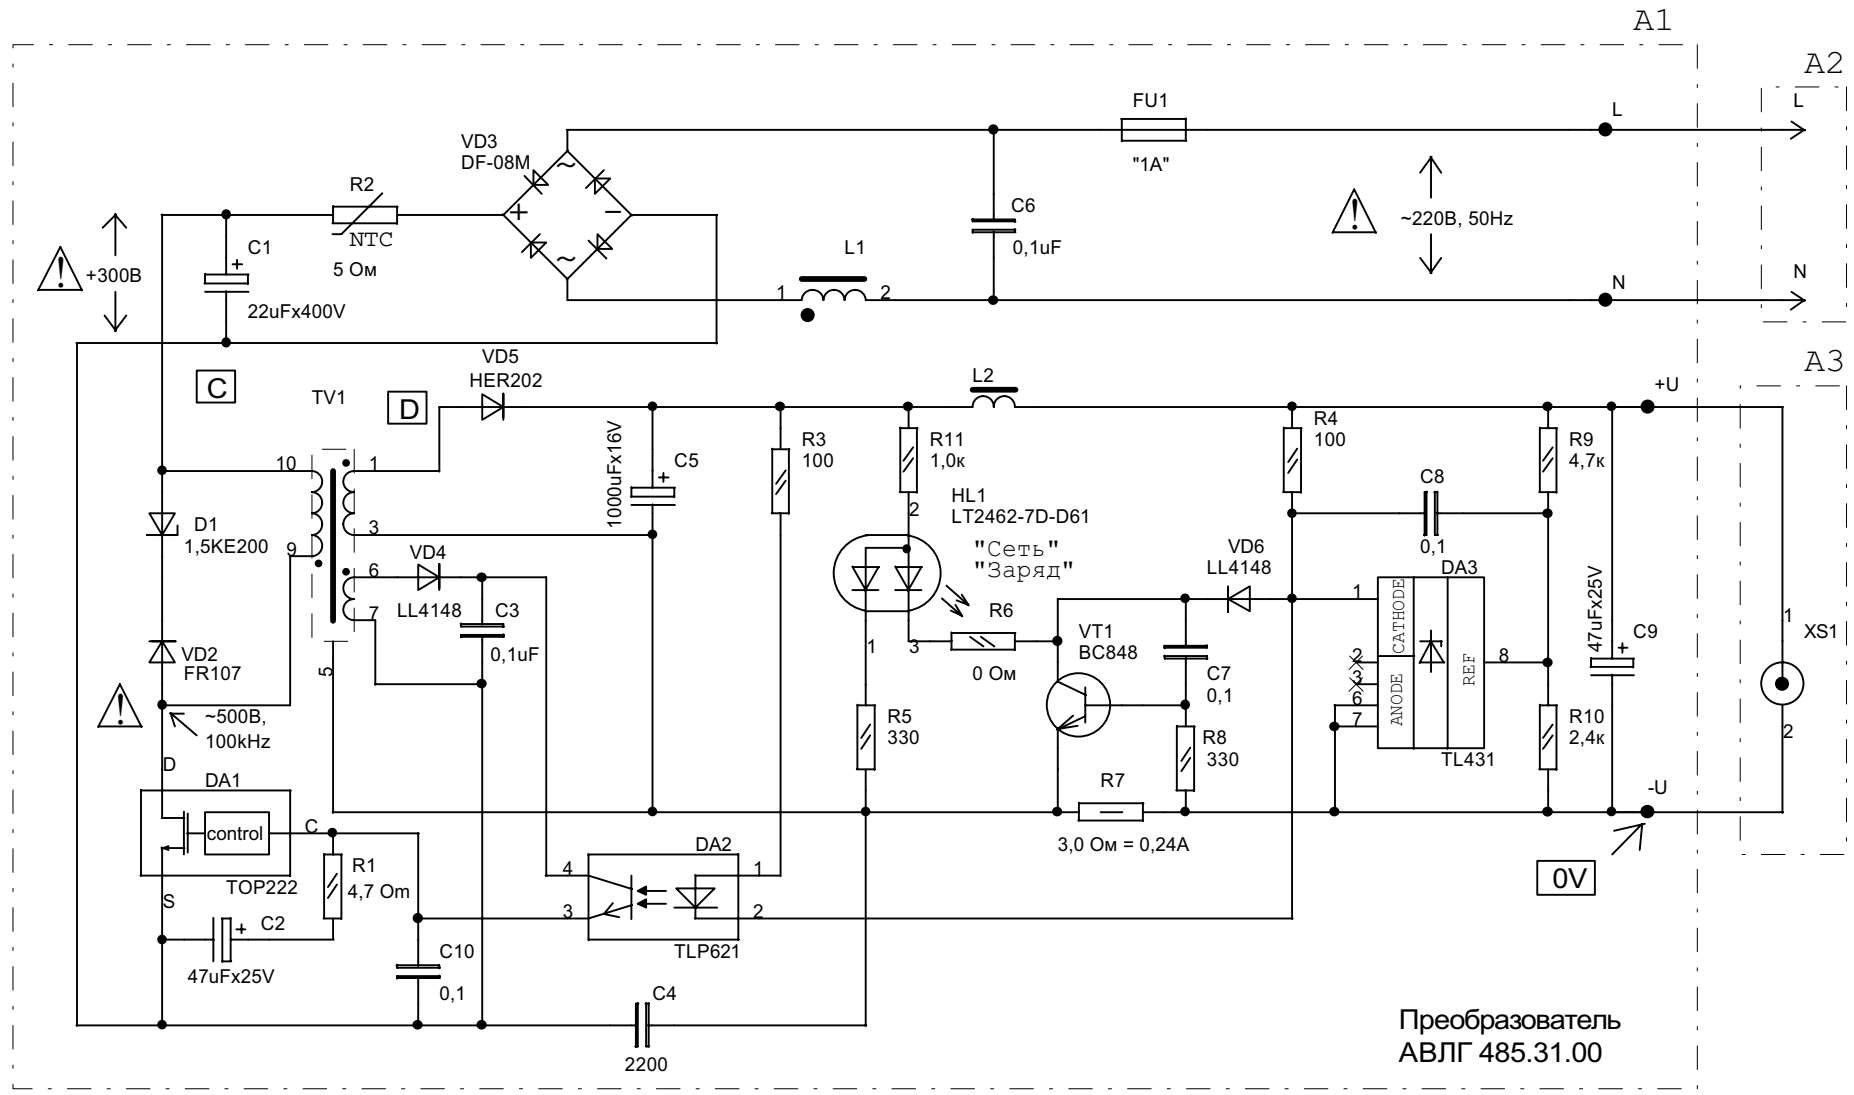 A1
A2
L
FU1
"1A"
L
VD3
DF-08M
R2
NTC
5 Ом
C1
22uFx400V
+300В
C6
0,1uF
~220В, 50Hz
L1
1
2
N
N
A3
C
TV1
D
VD5
HER202
L2
+U
10
1
3
9
6
7
5
D1
1,5KE200
VD2
FR107
~500В,
100kHz
VD4
LL4148
C3
0,1uF
1000uFx16V
C5
R3
100
R11
1,0к
2
HL1
LT2462-7D-D61
"Сеть"
"Заряд"
1
3
R6
0 Ом
R5
330
VT1
BC848
VD6
LL4148
C7
0,1
R8
330
R7
3,0 Ом = 0,24А
R4
100
C8
0,1
R9
4,7к
DA3
1
2
3
6
7
8
CATHODE
ANODE
REF
TL431
R10
2,4к
47uFx25V
C9
1
XS1
2
-U
0V
D
DA1
control
C
TOP222
S
R1
4,7 Om
C2
47uFx25V
C10
0,1
DA2
4
3
1
2
TLP621
C4
2200
Преобразователь
АВЛГ 485.31.00